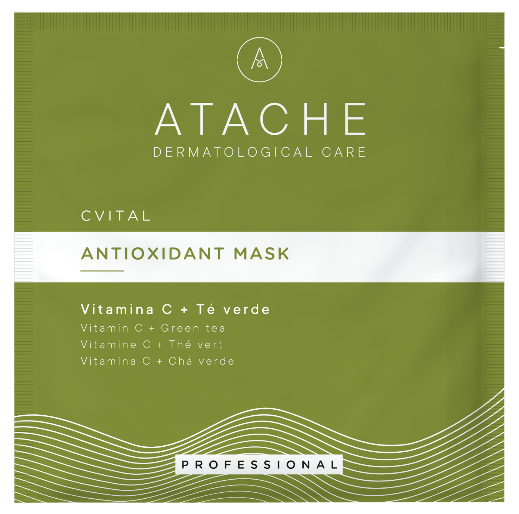 ATACHE
DERMATOLOGICAL CARE
CVITAL
ANTIOXIDANT MASK
Vitamina C + Té verde
Vitamin C + Green tea
Vitamine C + Thé vert
Vitamina C + Chá verde
PROFESSIONAL